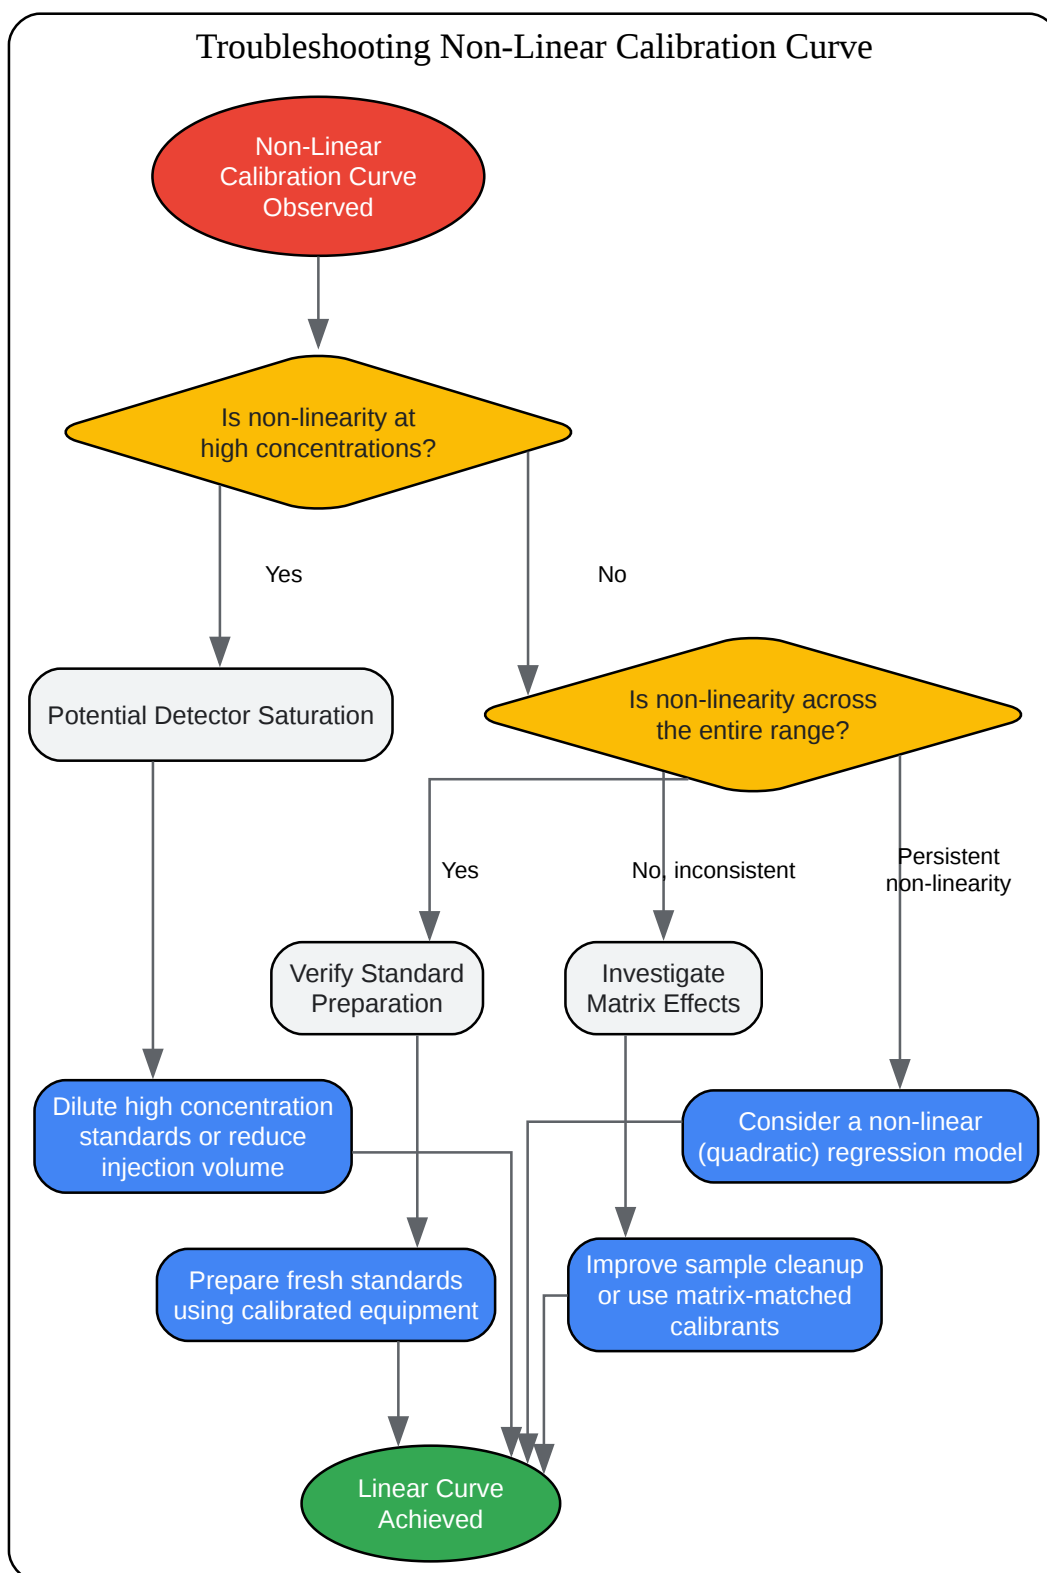 Troubleshooting Non-Linear Calibration Curve
Non-Linear
Calibration Curve
Observed
Is non-linearity at
high concentrations?
Yes
No
Potential Detector Saturation
Is non-linearity across
the entire range?
Yes
No, inconsistent
Persistent
non-linearity
Verify Standard
Preparation
Investigate
Matrix Effects
Dilute high concentration
standards or reduce
injection volume
Consider a non-linear
(quadratic) regression model
Prepare fresh standards
using calibrated equipment
Improve sample cleanup
or use matrix-matched
calibrants
Linear Curve
Achieved